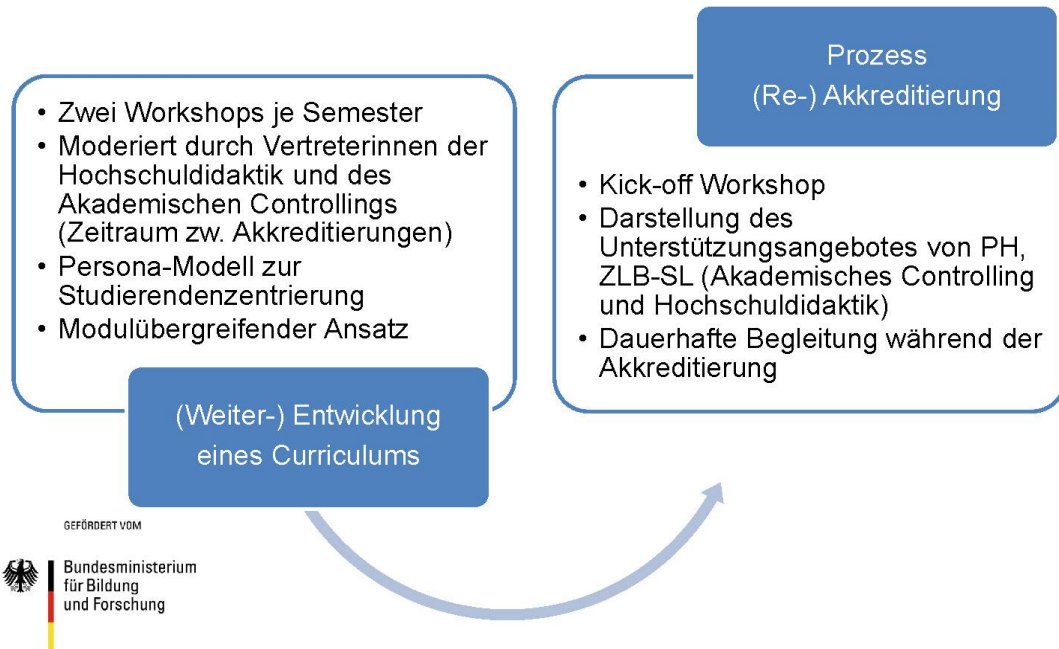 • Zwei Workshops je Semester
• Moderiert durch Vertreterinnen der
Hochschuldidaktik und des
Akademischen Controllings
(Zeitraum zw. Akkreditierungen)
• Persona-Modell zur
Studierendenzentrierung
• Modulübergreifender Ansatz
(Weiter-) Entwicklung
eines Curriculums
Prozess
(Re-) Akkreditierung
• Kick-off Workshop
• Darstellung des
Unterstützungsangebotes von PH,
ZLB-SL (Akademisches Controlling
und Hochschuldidaktik)
• Dauerhafte Begleitung während der
Akkreditierung
GEFÖRDERT VOM
Bundesministerium
für Bildung
und Forschung